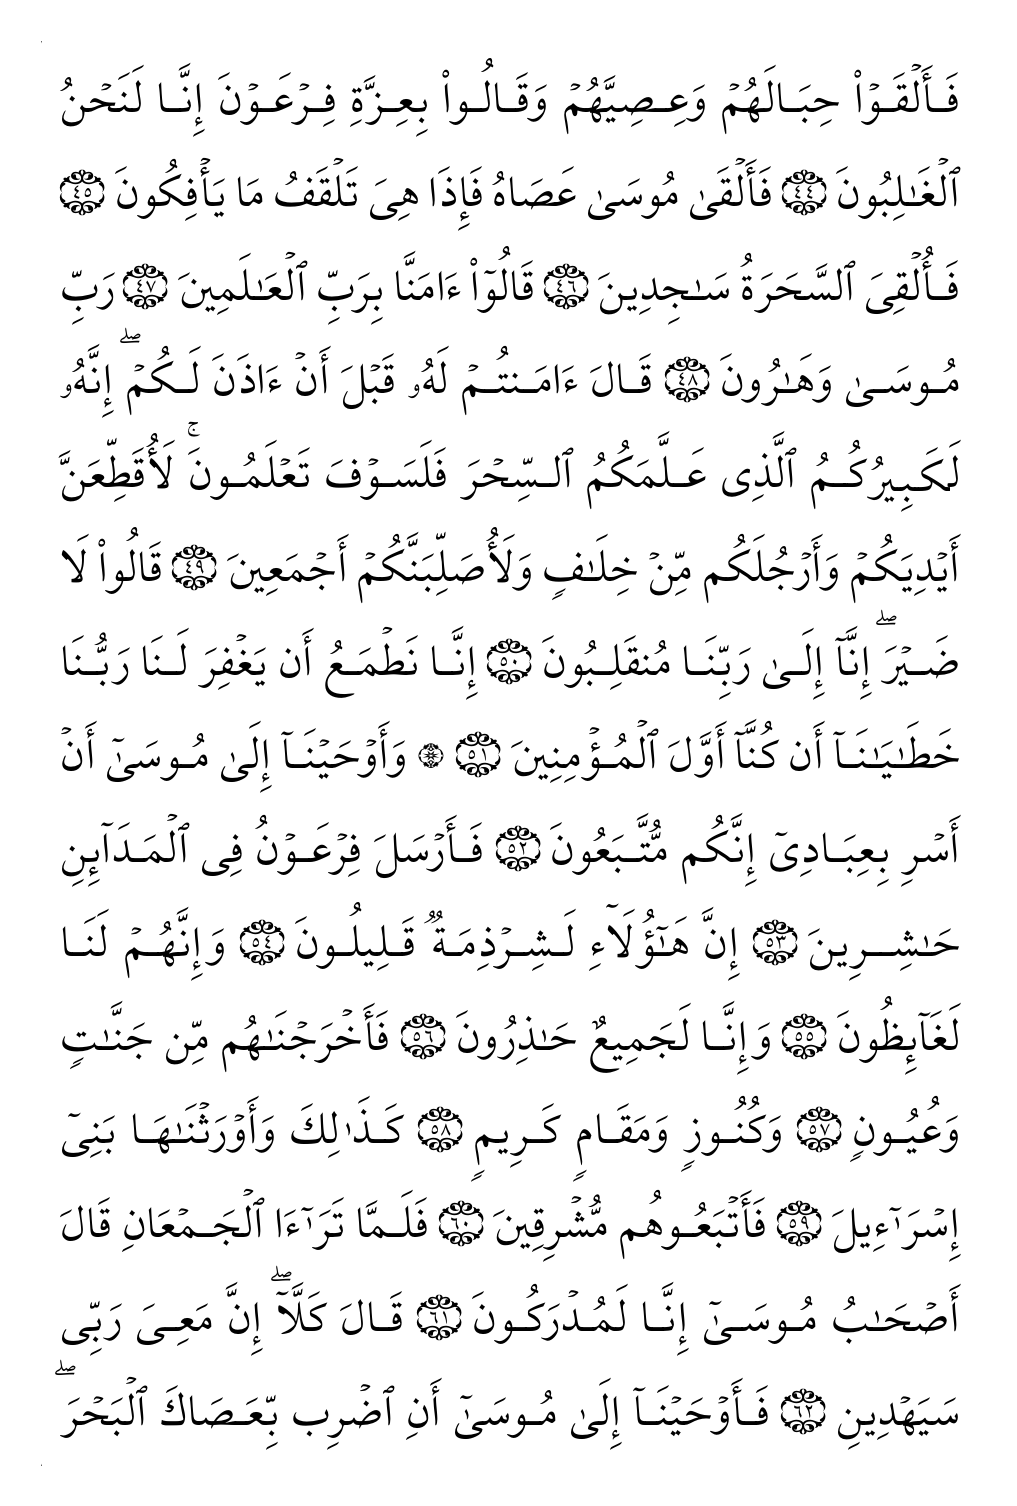 فَأَلۡقَوۡاْ حِبَالَهُمۡ وَعِصِيَّهُمۡ وَقَالُواْ بِعِزَّةِ فِرۡعَوۡنَ إِنَّا لَنَحۡنُ
ٱلۡغَٰلِبُونَ ٤٤ فَأَلۡقَىٰ مُوسَىٰ عَصَاهُ فَإِذَا هِيَ تَلۡقَفُ مَا يَأۡفِكُونَ ٤٥
فَأُلۡقِيَ ٱلسَّحَرَةُ سَٰجِدِينَ ٤٦ قَالُوٓاْ ءَامَنَّا بِرَبِّ ٱلۡعَٰلَمِينَ ٤٧ رَبِّ
مُوسَىٰ وَهَٰرُونَ ٤٨ قَالَ ءَامَنتُمۡ لَهُۥ قَبۡلَ أَنۡ ءَاذَنَ لَكُمۡۖ إِنَّهُۥ
لَكَبِيرُكُمُ ٱلَّذِي عَلَّمَكُمُ ٱلسِّحۡرَ فَلَسَوۡفَ تَعۡلَمُونَۚ لَأُقَطِّعَنَّ
أَيۡدِيَكُمۡ وَأَرۡجُلَكُم مِّنۡ خِلَٰفٖ وَلَأُصَلِّبَنَّكُمۡ أَجۡمَعِينَ ٤٩ قَالُواْ لَا
ضَيۡرَۖ إِنَّآ إِلَىٰ رَبِّنَا مُنقَلِبُونَ ٥٠ إِنَّا نَطۡمَعُ أَن يَغۡفِرَ لَنَا رَبُّنَا
خَطَٰيَٰنَآ أَن كُنَّآ أَوَّلَ ٱلۡمُؤۡمِنِينَ ٥١ ۞ وَأَوۡحَيۡنَآ إِلَىٰ مُوسَىٰٓ أَنۡ
أَسۡرِ بِعِبَادِيٓ إِنَّكُم مُّتَّبَعُونَ ٥٢ فَأَرۡسَلَ فِرۡعَوۡنُ فِي ٱلۡمَدَآئِنِ
حَٰشِرِينَ ٥٣ إِنَّ هَٰٓؤُلَآءِ لَشِرۡذِمَةٞ قَلِيلُونَ ٥٤ وَإِنَّهُمۡ لَنَا
لَغَآئِظُونَ ٥٥ وَإِنَّا لَجَمِيعٌ حَٰذِرُونَ ٥٦ فَأَخۡرَجۡنَٰهُم مِّن جَنَّٰتٖ
وَعُيُونٖ ٥٧ وَكُنُوزٖ وَمَقَامٖ كَرِيمٖ ٥٨ كَذَٰلِكَ وَأَوۡرَثۡنَٰهَا بَنِيٓ
إِسۡرَٰٓءِيلَ ٥٩ فَأَتۡبَعُوهُم مُّشۡرِقِينَ ٦٠ فَلَمَّا تَرَٰٓءَا ٱلۡجَمۡعَانِ قَالَ
أَصۡحَٰبُ مُوسَىٰٓ إِنَّا لَمُدۡرَكُونَ ٦١ قَالَ كَلَّآۖ إِنَّ مَعِيَ رَبِّي
سَيَهۡدِينِ ٦٢ فَأَوۡحَيۡنَآ إِلَىٰ مُوسَىٰٓ أَنِ ٱضۡرِب بِّعَصَاكَ ٱلۡبَحۡرَۖ